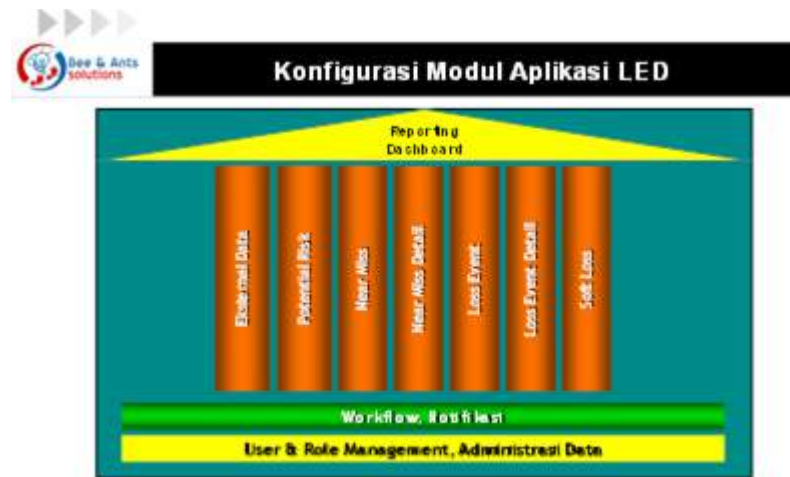 Bee & Ants
solutions
Konfigurasi Modul Aplikasi LED
Reporting
Dashboard
Eksternal Data
Potential Risk
Near Miss
Near Miss Detail
Loss Event
Loss Event Detail
Soft Loss
Workflow, Notifikasi
User & Role Management, Administrasi Data